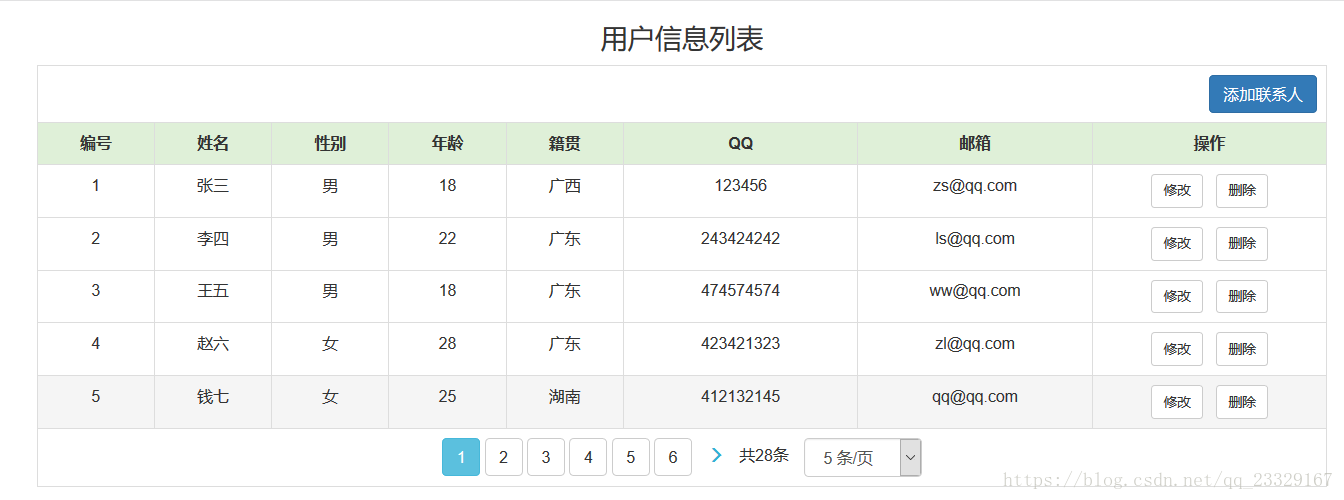 用户信息列表
添加联系人
编号 姓名 性别 年龄 籍贯 QQ 邮箱 操作
1 张三 男 18 广西 123456 zs@qq.com 修改 删除
2 李四 男 22 广东 243424242 ls@qq.com 修改 删除
3 王五 男 18 广东 474574574 ww@qq.com 修改 删除
4 赵六 女 28 广东 423421323 zl@qq.com 修改 删除
5 钱七 女 25 湖南 412132145 qq@qq.com 修改 删除
1 2 3 4 5 6 > 共28条 5 条/页
https://blog.csdn.net/qq_23329167